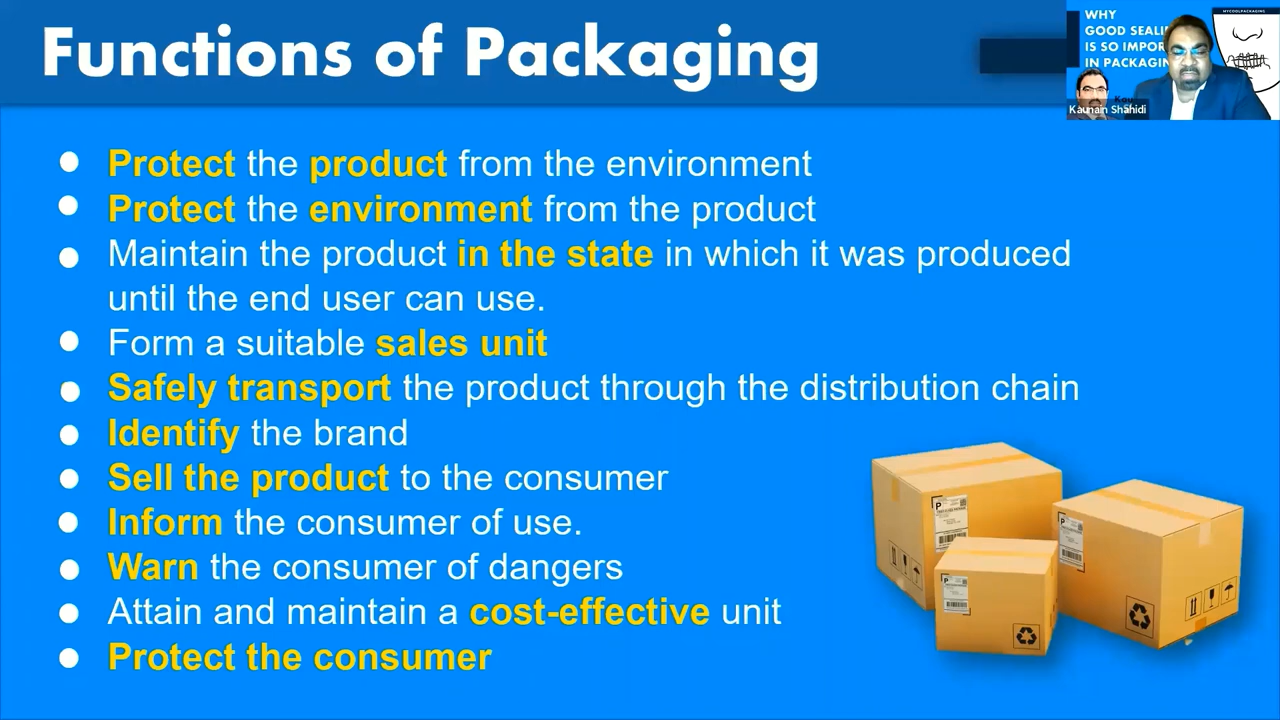 Functions of Packaging
WHY
GOOD SEALI
IS SO IMPOR
IN PACKAGIN
MYCOOLPACKAGING
Kaunain Shahidi
Protect the product from the environment
Protect the environment from the product
Maintain the product in the state in which it was produced
until the end user can use.
Form a suitable sales unit
Safely transport the product through the distribution chain
Identify the brand
Sell the product to the consumer
Inform the consumer of use.
Warn the consumer of dangers
Attain and maintain a cost-effective unit
Protect the consumer
P
P
P